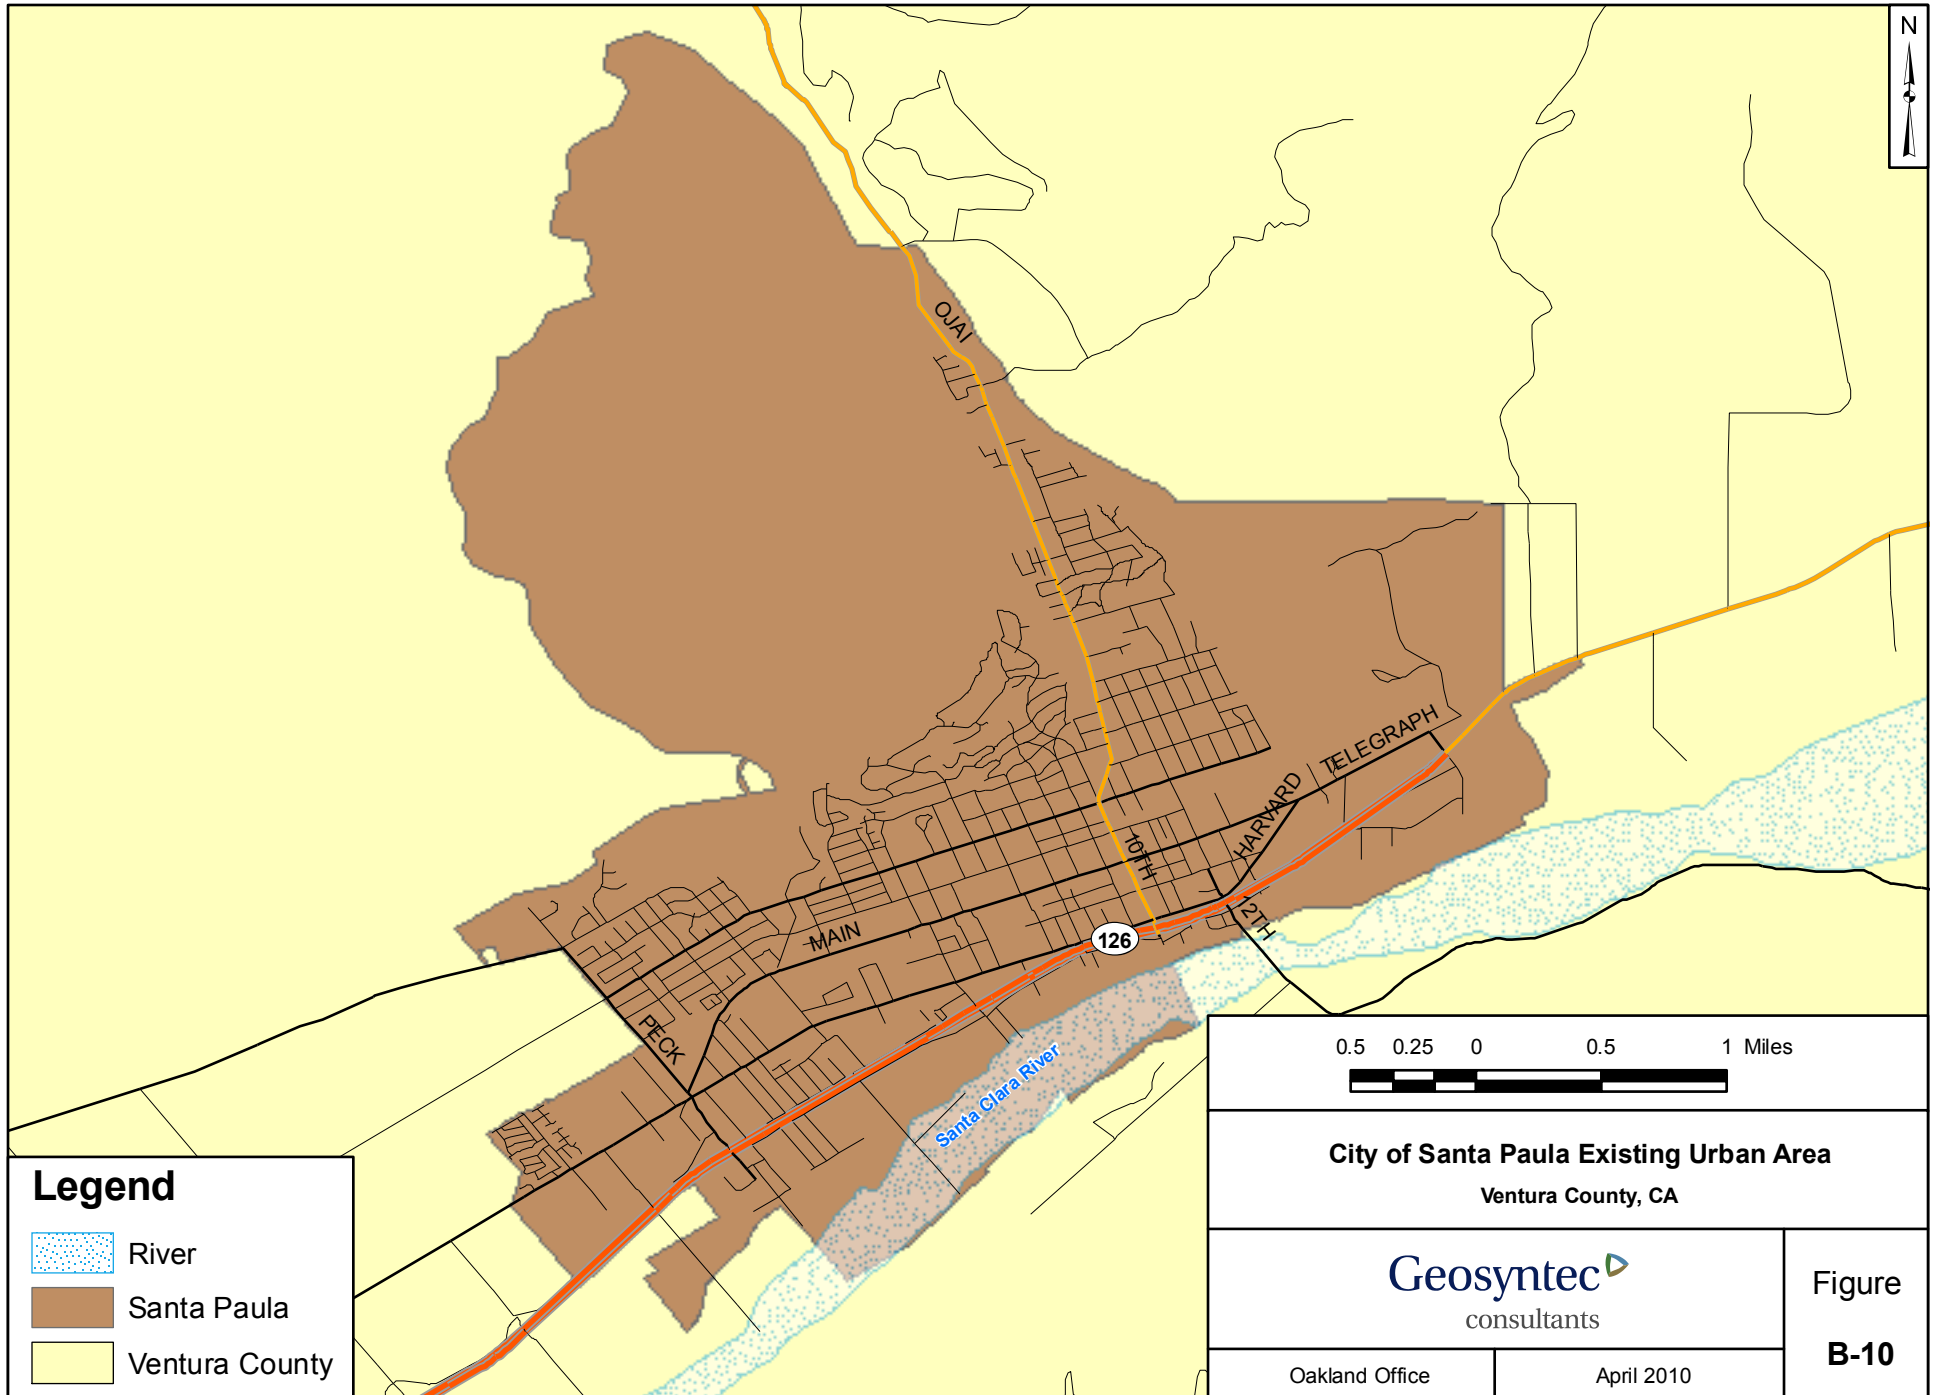 N
OJAI
TELEGRAPH
HARVARD
10TH
12TH
MAIN
126
PECK
Santa Clara River
0.5 0.25 0 0.5 1 Miles
City of Santa Paula Existing Urban Area
Ventura County, CA
Geosyntec
consultants
Figure
B-10
Oakland Office
April 2010
Legend
River
Santa Paula
Ventura County